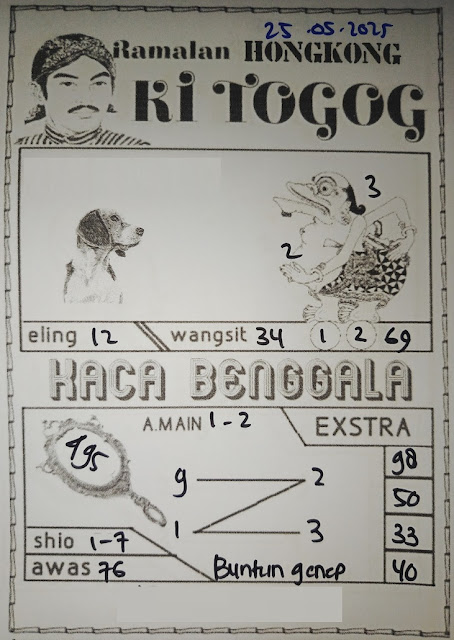 25 .05.2025
Ramalan HONGKONG
KI TOGOG
3
2
eling 12 wangsit 34 1 2 69
KACA BENGGALA
A.MAIN 1-2 EXSTRA
495
98
9 2
50
1 3
33
shio 1-7
awas 76 Buntun genep 40